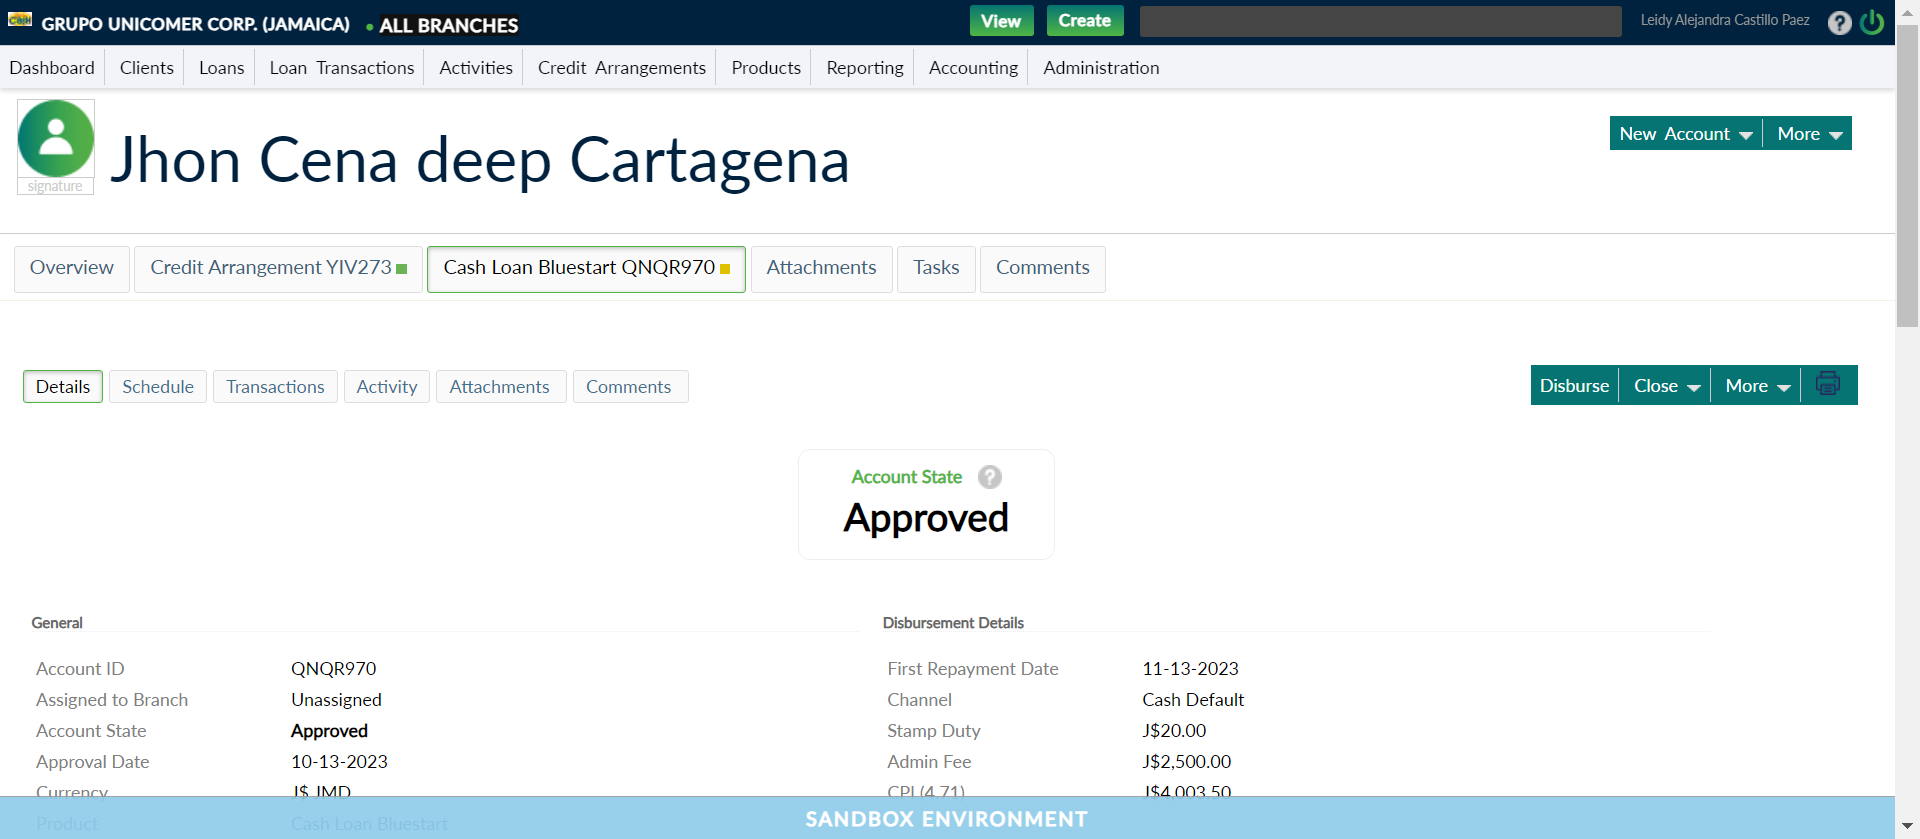 Cash GRUPO UNICOMER CORP. (JAMAICA) ALL BRANCHES View Create Leidy Alejandra Castillo Paez ?
Dashboard Clients Loans Loan Transactions Activities Credit Arrangements Products Reporting Accounting Administration
Jhon Cena deep Cartagena
signature
New Account More
Overview Credit Arrangement YIV273 Cash Loan Bluestart QNQR970 Attachments Tasks Comments
Details Schedule Transactions Activity Attachments Comments
Disburse Close More
Account State ?
Approved
General
Account ID QNQR970
Assigned to Branch Unassigned
Account State Approved
Approval Date 10-13-2023
Currency J$ JMD
Product Cash Loan Bluestart
Disbursement Details
First Repayment Date 11-13-2023
Channel Cash Default
Stamp Duty J$20.00
Admin Fee J$2,500.00
CPI (4.71) J$4,003.50
SANDBOX ENVIRONMENT